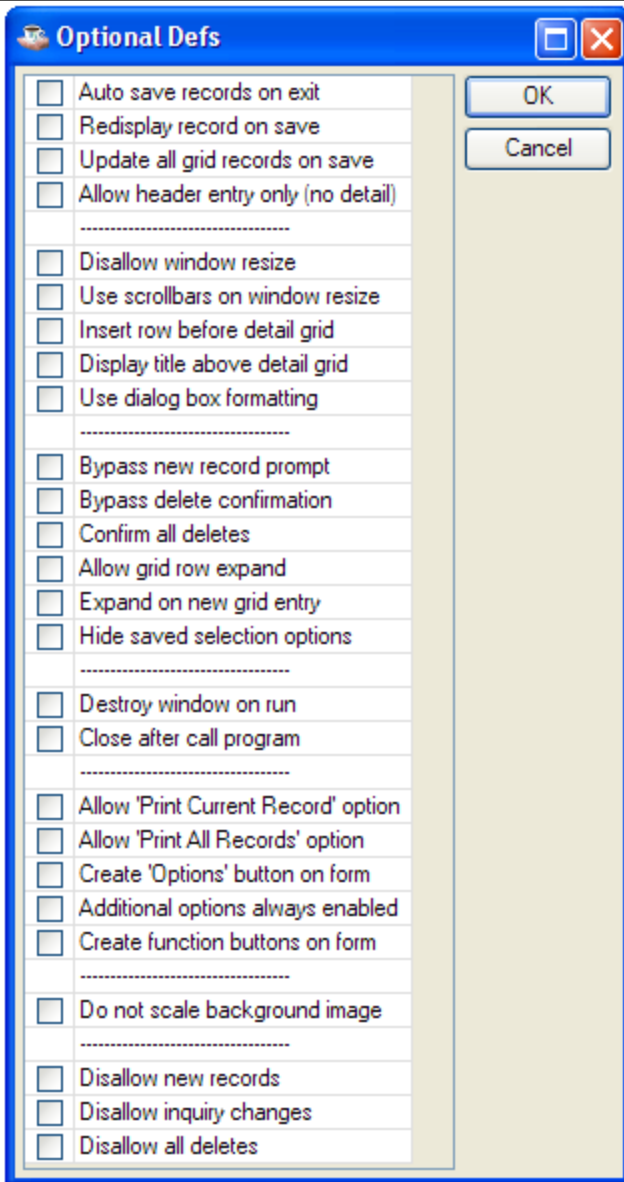 Optional Defs
Auto save records on exit
OK
Redisplay record on save
Update all grid records on save
Cancel
Allow header entry only (no detail)
-----------------------------------
Disallow window resize
Use scrollbars on window resize
Insert row before detail grid
Display title above detail grid
Use dialog box formatting
-----------------------------------
Bypass new record prompt
Bypass delete confirmation
Confirm all deletes
Allow grid row expand
Expand on new grid entry
Hide saved selection options
-----------------------------------
Destroy window on run
Close after call program
-----------------------------------
Allow 'Print Current Record' option
Allow 'Print All Records' option
Create 'Options' button on form
Additional options always enabled
Create function buttons on form
-----------------------------------
Do not scale background image
-----------------------------------
Disallow new records
Disallow inquiry changes
Disallow all deletes